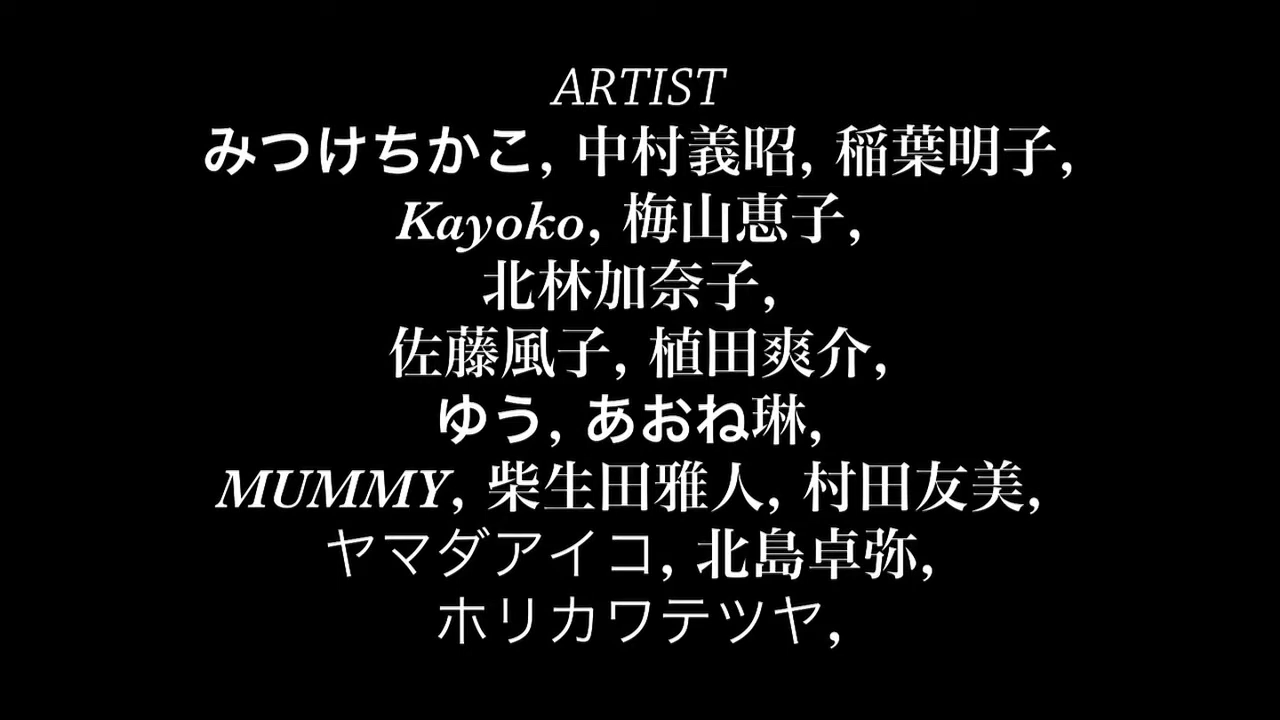 ARTIST
みつけちかこ, 中村義昭, 稲葉明子,
Kayoko, 梅山恵子,
北林加奈子,
佐藤風子, 植田爽介,
ゆう, あおね琳,
MUMMY, 柴生田雅人, 村田友美,
ヤマダアイコ, 北島卓弥,
ホリカワテツヤ,